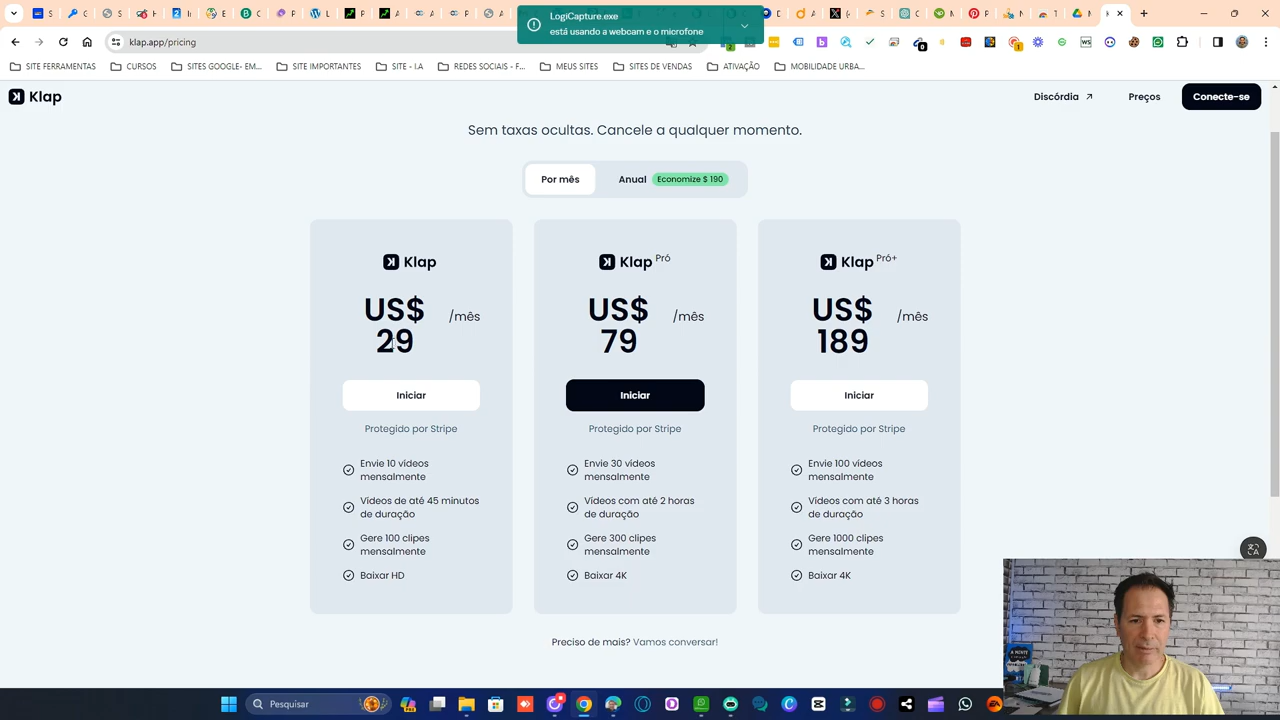 LogiCapture.exe
está usando a webcam e o microfone
klap.app/pricing
SITE FERRAMENTAS
CURSOS
SITES GOOGLE- EM...
SITE IMPORTANTES
SITE - I.A
REDES SOCIAIS - F...
MEUS SITES
SITES DE VENDAS
ATIVAÇÃO
MOBILIDADE URBA...
Klap
Discórdia
Preços
Conecte-se
Sem taxas ocultas. Cancele a qualquer momento.
Por mês
Anual
Economize $ 190
Klap
US$
29
/mês
Iniciar
Protegido por Stripe
Envie 10 vídeos
mensalmente
Vídeos de até 45 minutos
de duração
Gere 100 clipes
mensalmente
Baixar HD
Klap Pró
US$
79
/mês
Iniciar
Protegido por Stripe
Envie 30 vídeos
mensalmente
Vídeos com até 2 horas
de duração
Gere 300 clipes
mensalmente
Baixar 4K
Klap Pró+
US$
189
/mês
Iniciar
Protegido por Stripe
Envie 100 vídeos
mensalmente
Vídeos com até 3 horas
de duração
Gere 1000 clipes
mensalmente
Baixar 4K
Preciso de mais? Vamos conversar!
Pesquisar